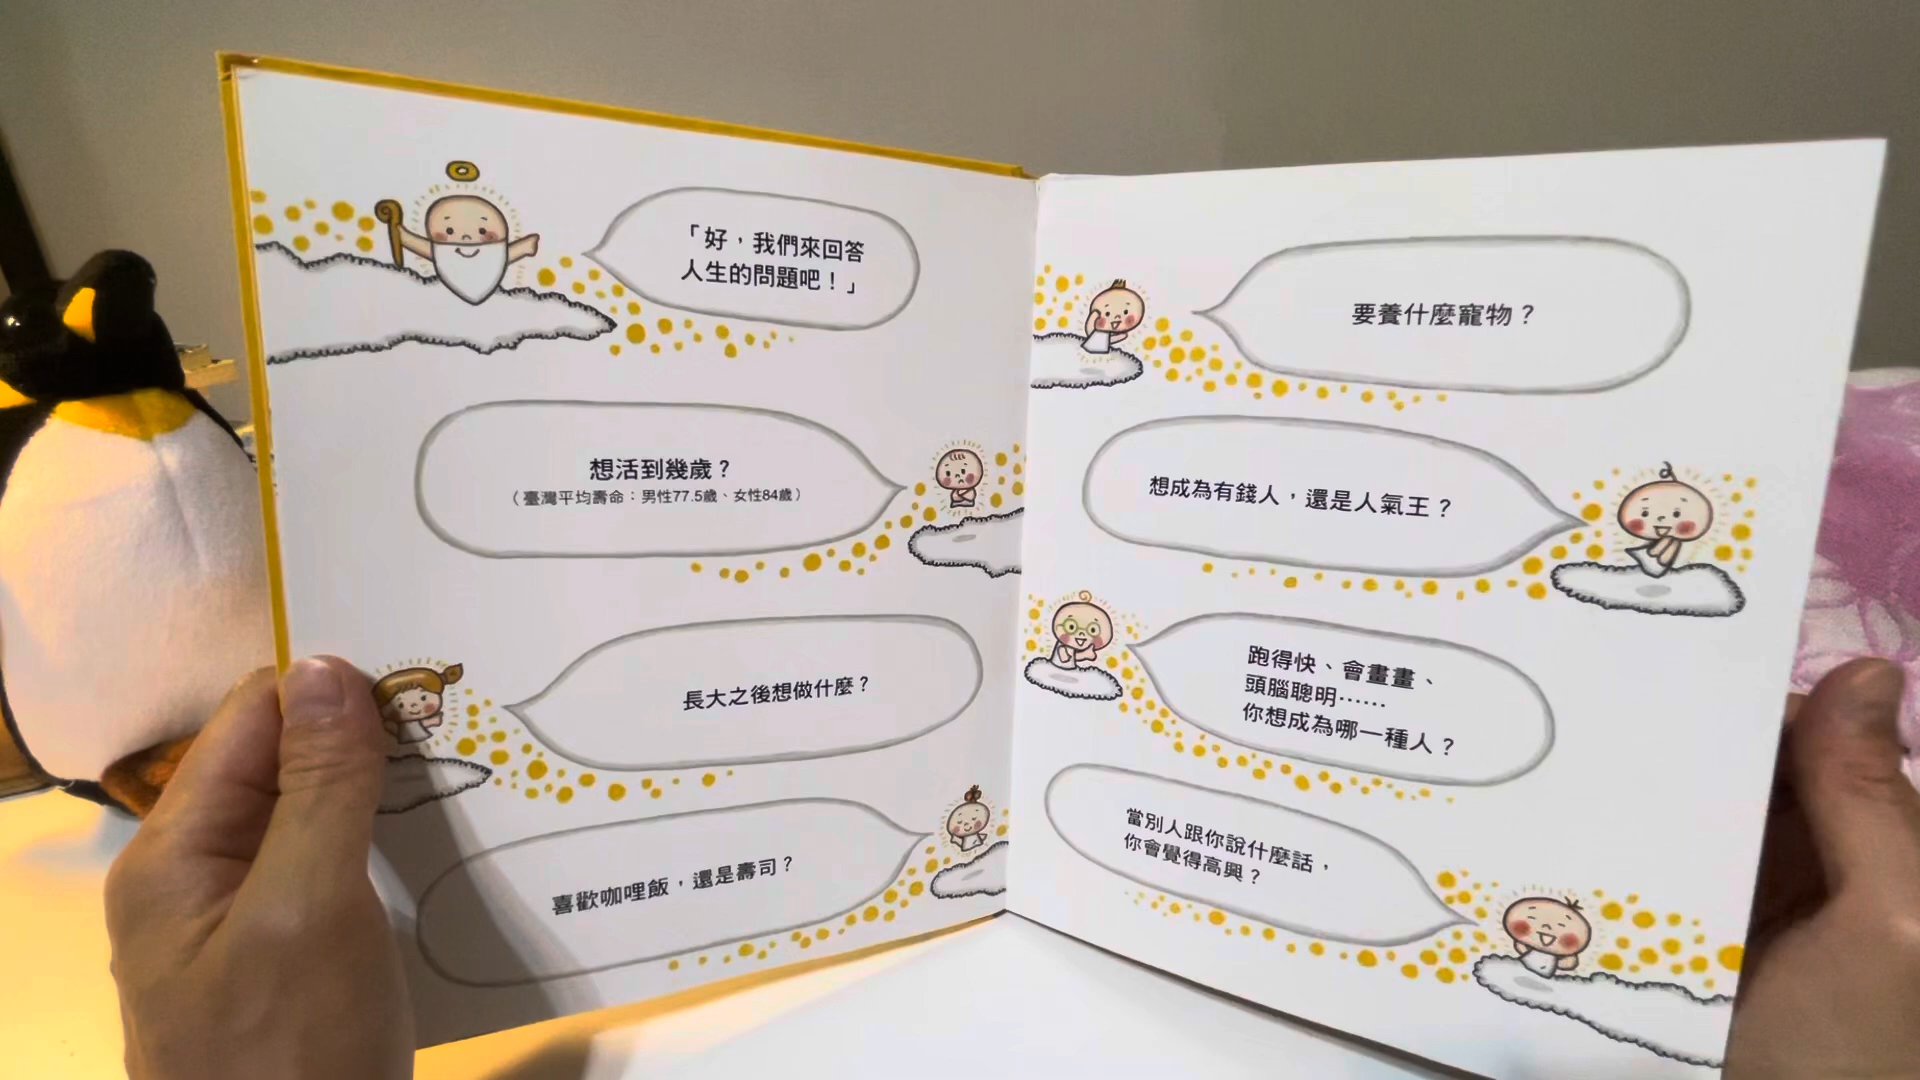 「好，我們來回答
人生的問題吧！」
想活到幾歲？
（臺灣平均壽命：男性77.5歲、女性84歲）
長大之後想做什麼？
喜歡咖哩飯，還是壽司？
要養什麼寵物？
想成為有錢人，還是人氣王？
跑得快、會畫畫、
頭腦聰明……
你想成為哪一種人？
當別人跟你說什麼話，
你會覺得高興？